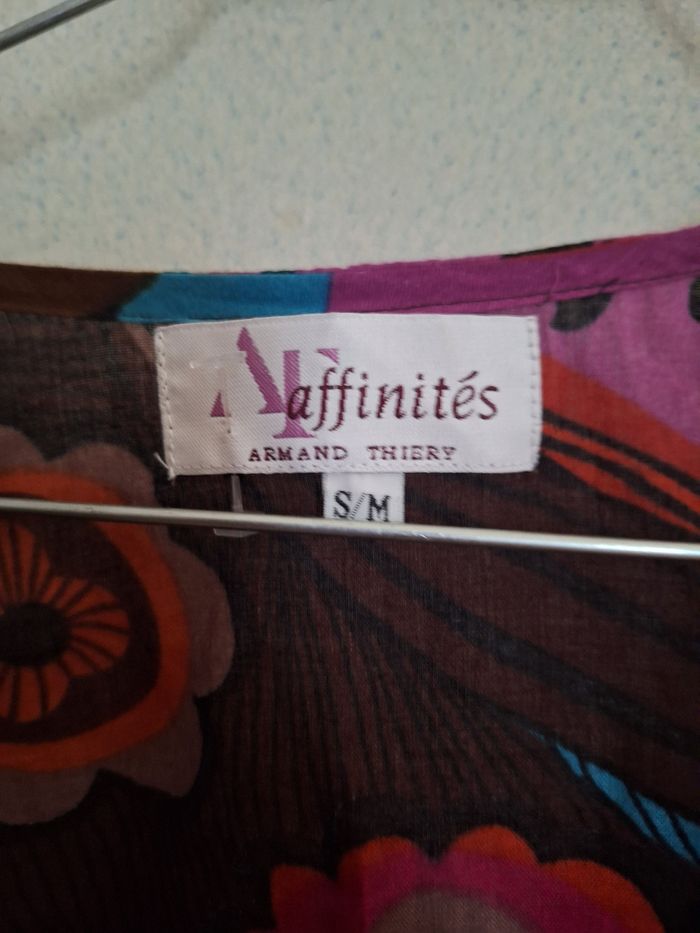 AT
affinités
ARMAND THIERY
S/M